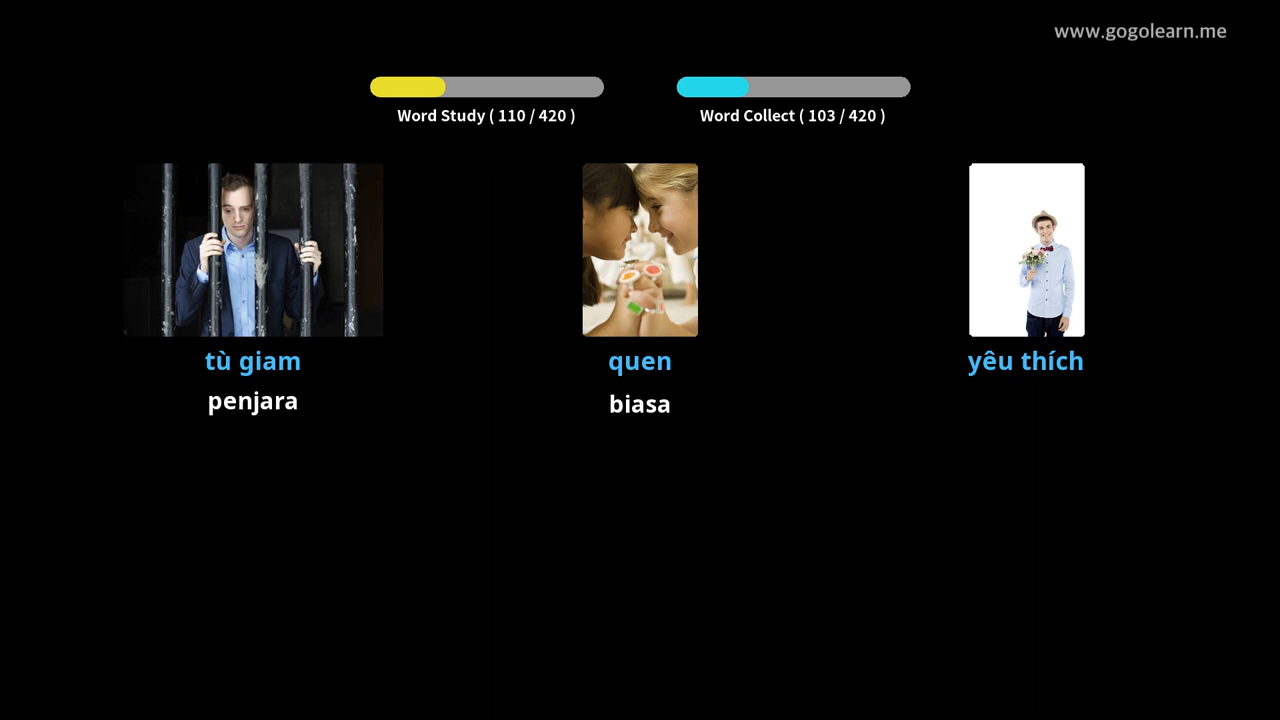 www.gogolearn.me
Word Study ( 110 / 420 )
Word Collect ( 103 / 420 )
tù giam
penjara
quen
biasa
yêu thích